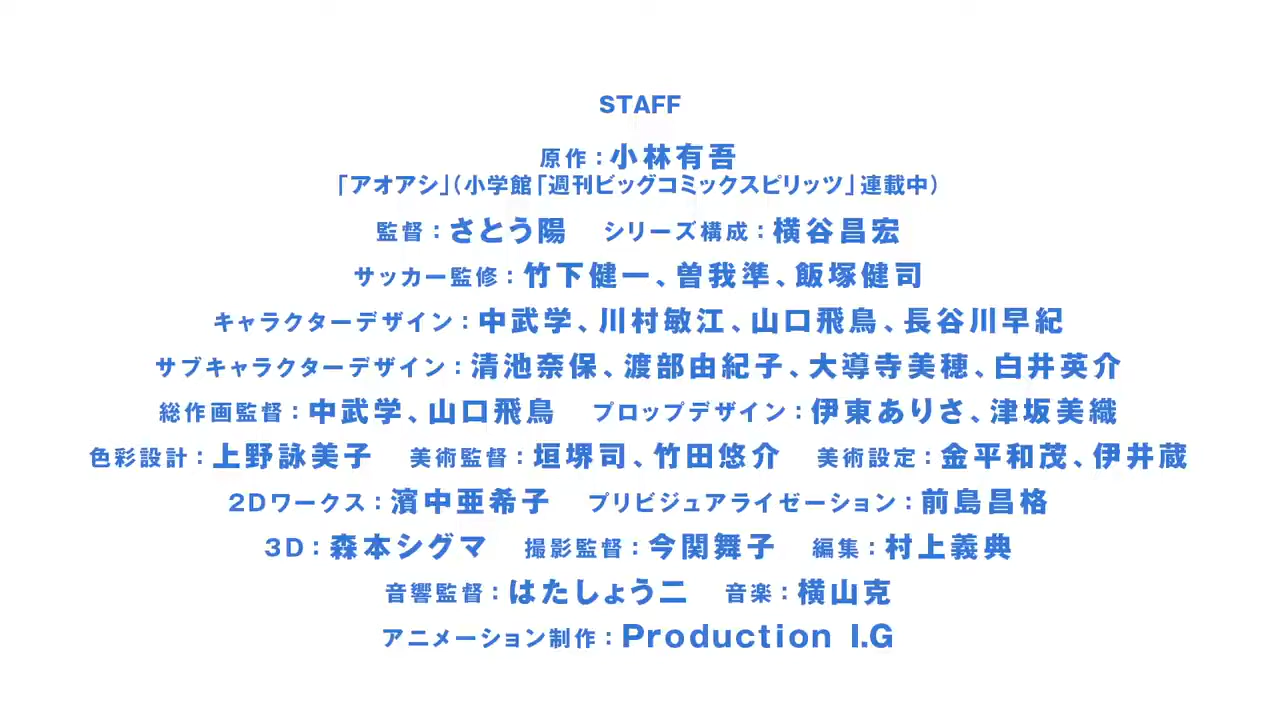 STAFF
原作：小林有吾
「アオアシ」（小学館「週刊ビッグコミックスピリッツ」連載中）
監督：さとう陽　シリーズ構成：横谷昌宏
サッカー監修：竹下健一、曽我準、飯塚健司
キャラクターデザイン：中武学、川村敏江、山口飛鳥、長谷川早紀
サブキャラクターデザイン：清池奈保、渡部由紀子、大導寺美穂、白井英介
総作画監督：中武学、山口飛鳥　プロップデザイン：伊東ありさ、津坂美織
色彩設計：上野詠美子　美術監督：垣堺司、竹田悠介　美術設定：金平和茂、伊井蔵
2Dワークス：濱中亜希子　プリビジュアライゼーション：前島昌格
3D：森本シグマ　撮影監督：今関舞子　編集：村上義典
音響監督：はたしょう二　音楽：横山克
アニメーション制作：Production I.G